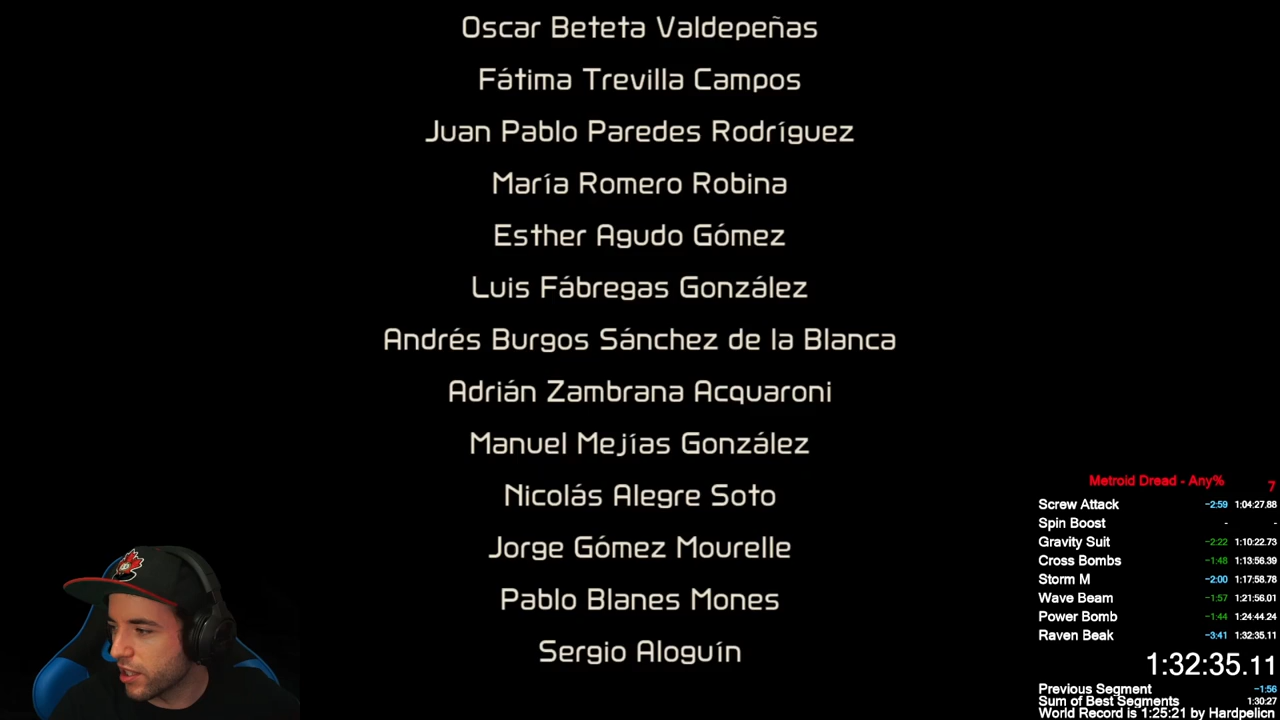 Oscar Beteta Valdepeñas
Fátima Trevilla Campos
Juan Pablo Paredes Rodríguez
María Romero Robina
Esther Agudo Gómez
Luis Fábregas González
Andrés Burgos Sánchez de la Blanca
Adrián Zambrana Acquaroni
Manuel Mejías González
Nicolás Alegre Soto
Jorge Gómez Mourelle
Pablo Blanes Mones
Sergio Aloguín
Metroid Dread - Any% 7
Screw Attack -2:59 1:04:27.88
Spin Boost - -
Gravity Suit -2:22 1:10:22.73
Cross Bombs -1:48 1:13:56.39
Storm M -2:00 1:17:58.78
Wave Beam -1:57 1:21:56.01
Power Bomb -1:44 1:24:44.24
Raven Beak -3:41 1:32:35.11
1:32:35.11
Previous Segment -1:56
Sum of Best Segments 1:30:27
World Record is 1:25:21 by Hardpelicn